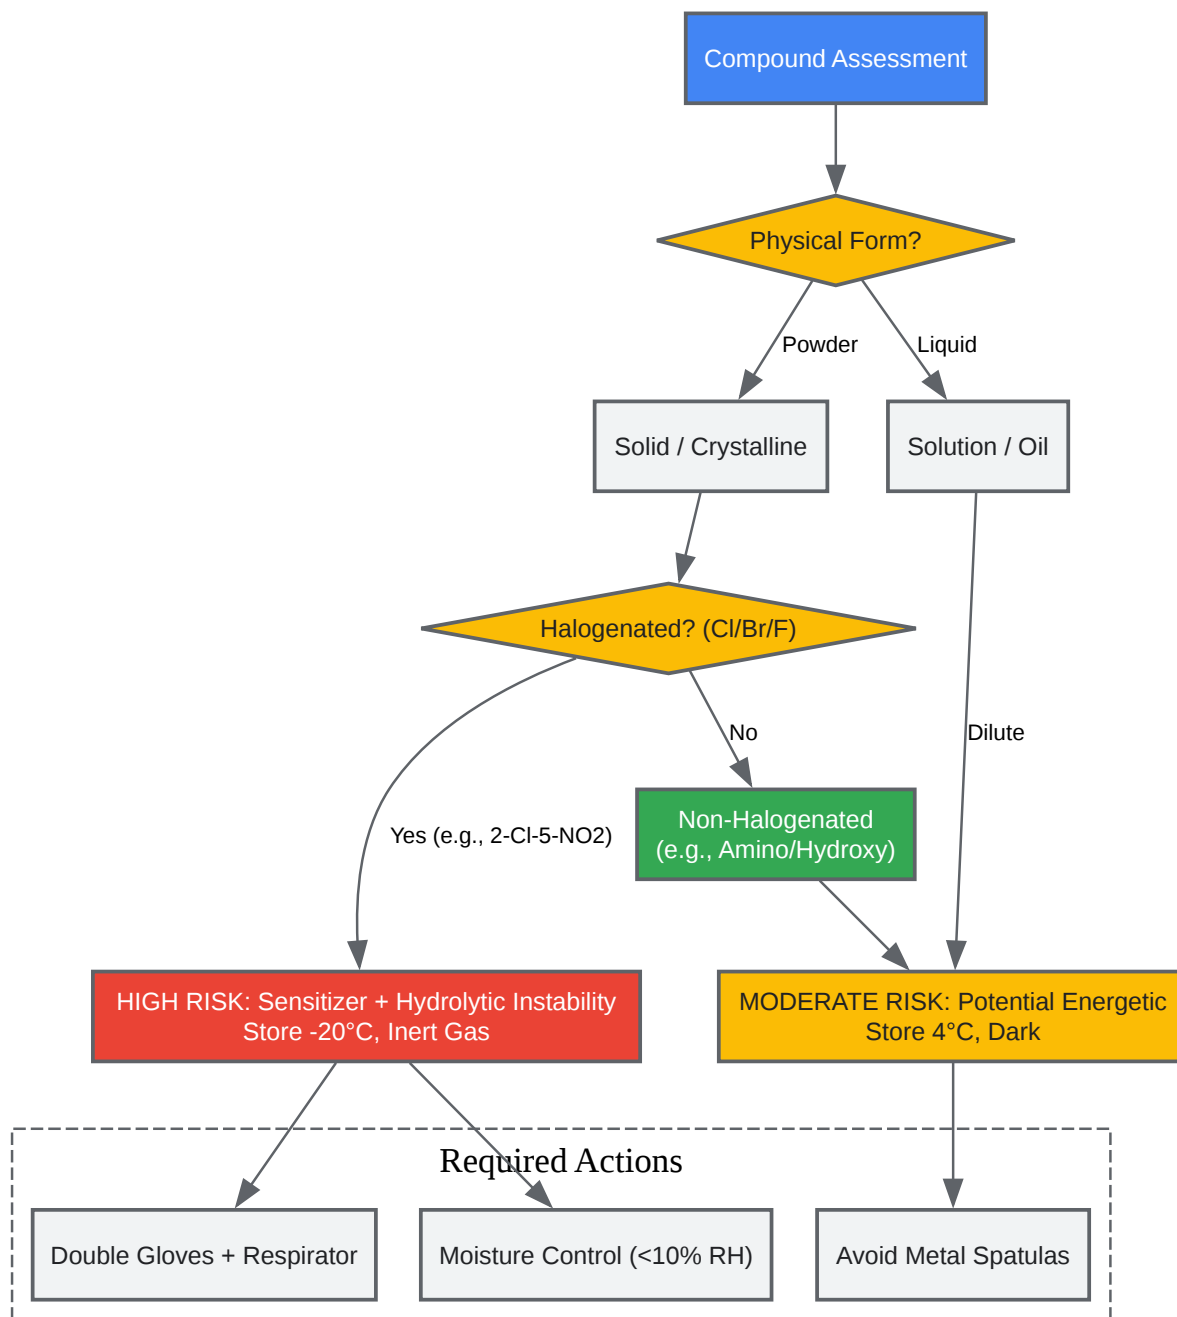 Compound Assessment
Physical Form?
Powder
Liquid
Solid / Crystalline
Solution / Oil
Halogenated? (Cl/Br/F)
No
Dilute
Non-Halogenated
(e.g., Amino/Hydroxy)
Yes (e.g., 2-Cl-5-NO2)
HIGH RISK: Sensitizer + Hydrolytic Instability
Store -20°C, Inert Gas
MODERATE RISK: Potential Energetic
Store 4°C, Dark
Required Actions
Double Gloves + Respirator
Moisture Control (<10% RH)
Avoid Metal Spatulas